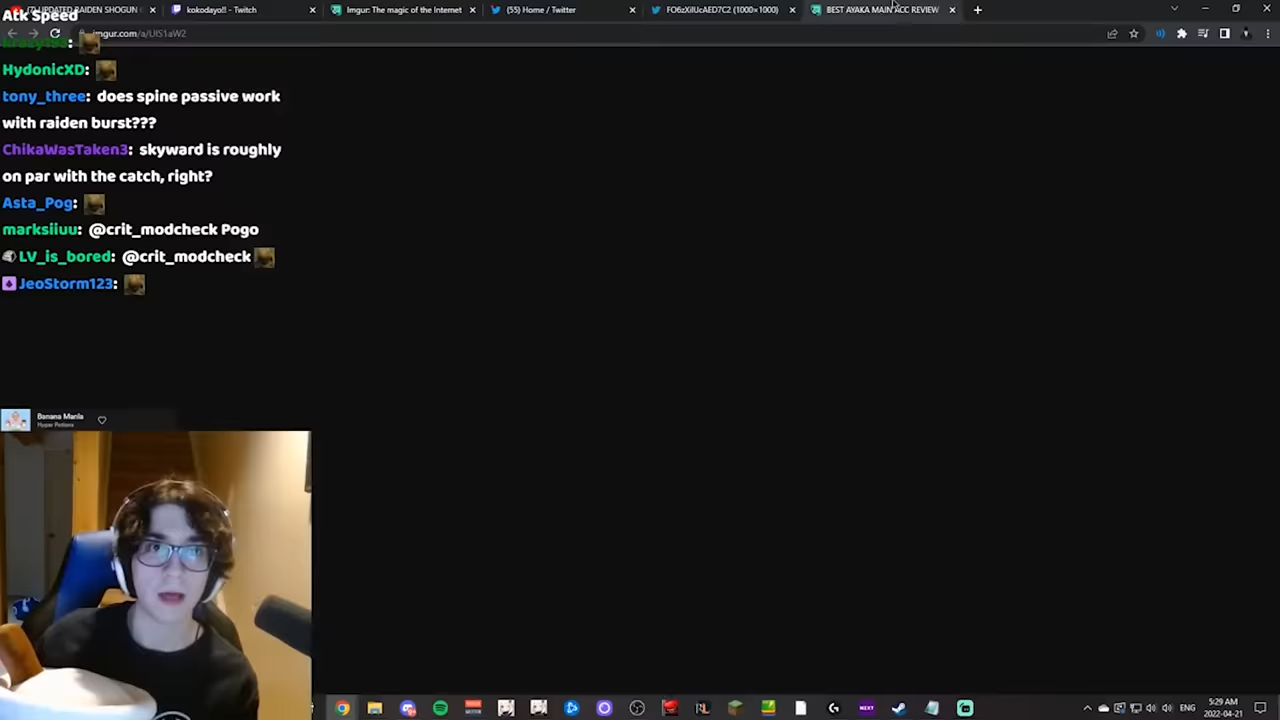 UPDATED RAIDEN SHOGUN
kokodayo!! - Twitch
Imgur: The magic of the Internet
(55) Home / Twitter
FO6zXilUcAED7C2 (1000×1000)
BEST AYAKA MAIN ACC REVIEW
Atk Speed
imgur.com/a/UlS1aW2
HydonicXD:
tony_three: does spine passive work
with raiden burst???
ChikaWasTaken3: skyward is roughly
on par with the catch, right?
Asta_Pog:
marksiiuu: @crit_modcheck Pogo
LV_is_bored: @crit_modcheck
JeoStorm123:
Banana Mania
Hyper Potions
NEXT
ENG
5:29 AM
2022-04-21